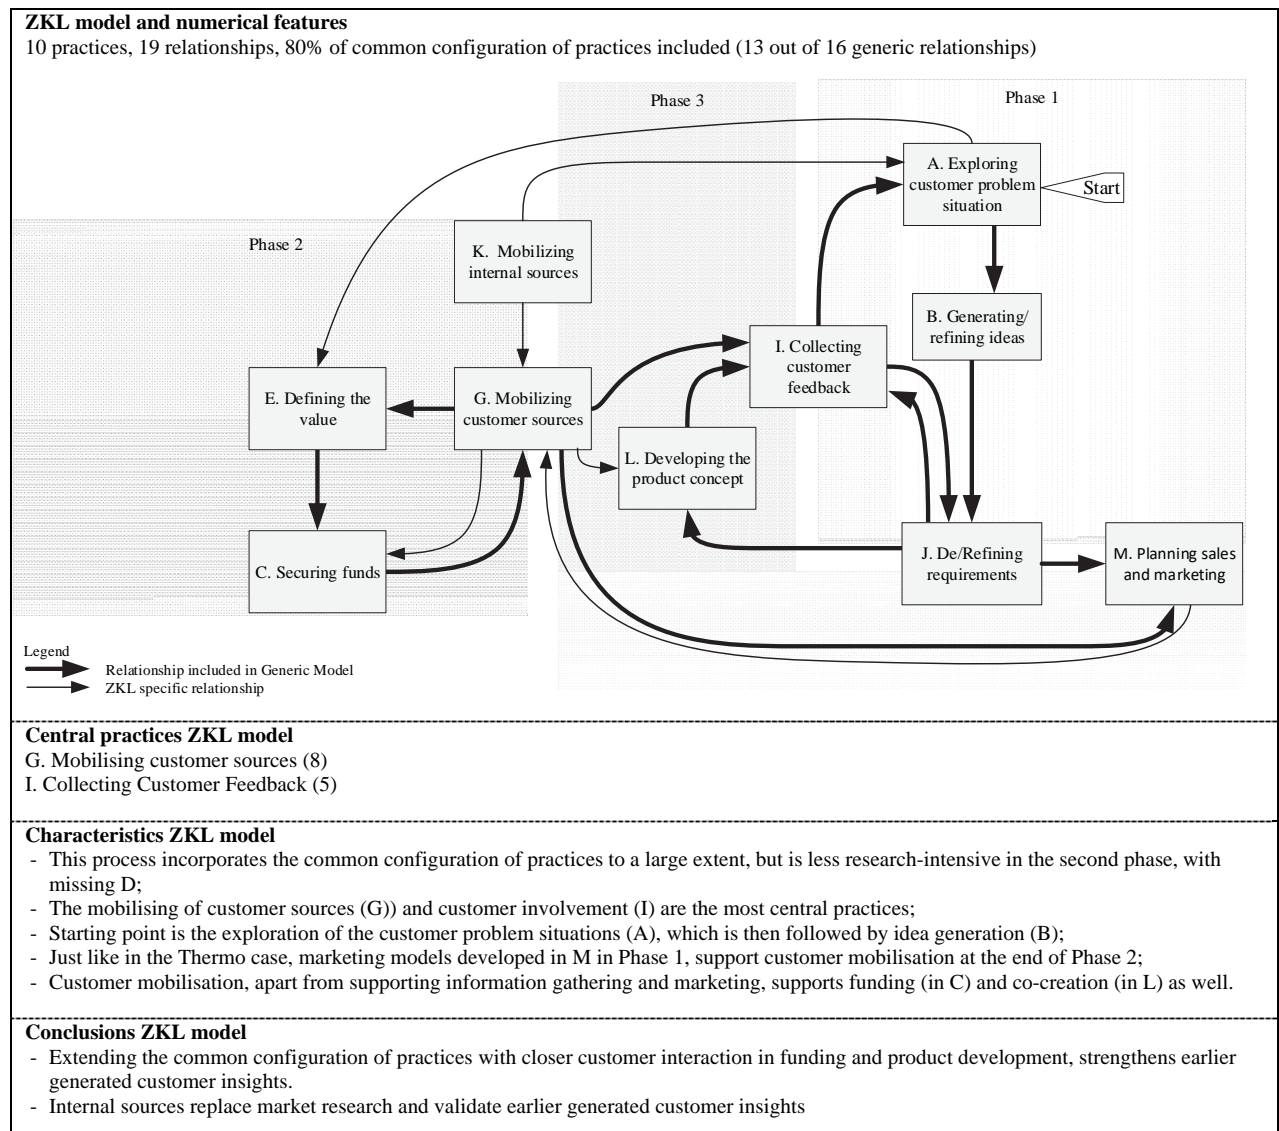 ZKL model and numerical features
10 practices, 19 relationships, 80% of common configuration of practices included (13 out of 16 generic relationships)
Phase 3
Phase 1
A. Exploring
customer problem
situation
Start
Phase 2
K. Mobilizing
internal sources
B. Generating/
refining ideas
I. Collecting
customer
feedback
E. Defining the
value
G. Mobilizing
customer sources
L. Developing the
product concept
C. Securing funds
J. De/Refining
requirements
M. Planning sales
and marketing
Legend
Relationship included in Generic Model
ZKL specific relationship
Central practices ZKL model
G. Mobilising customer sources (8)
I. Collecting Customer Feedback (5)
Characteristics ZKL model
- This process incorporates the common configuration of practices to a large extent, but is less research-intensive in the second phase, with
missing D;
- The mobilising of customer sources (G)) and customer involvement (I) are the most central practices;
- Starting point is the exploration of the customer problem situations (A), which is then followed by idea generation (B);
- Just like in the Thermo case, marketing models developed in M in Phase 1, support customer mobilisation at the end of Phase 2;
- Customer mobilisation, apart from supporting information gathering and marketing, supports funding (in C) and co-creation (in L) as well.
Conclusions ZKL model
- Extending the common configuration of practices with closer customer interaction in funding and product development, strengthens earlier
generated customer insights.
- Internal sources replace market research and validate earlier generated customer insights